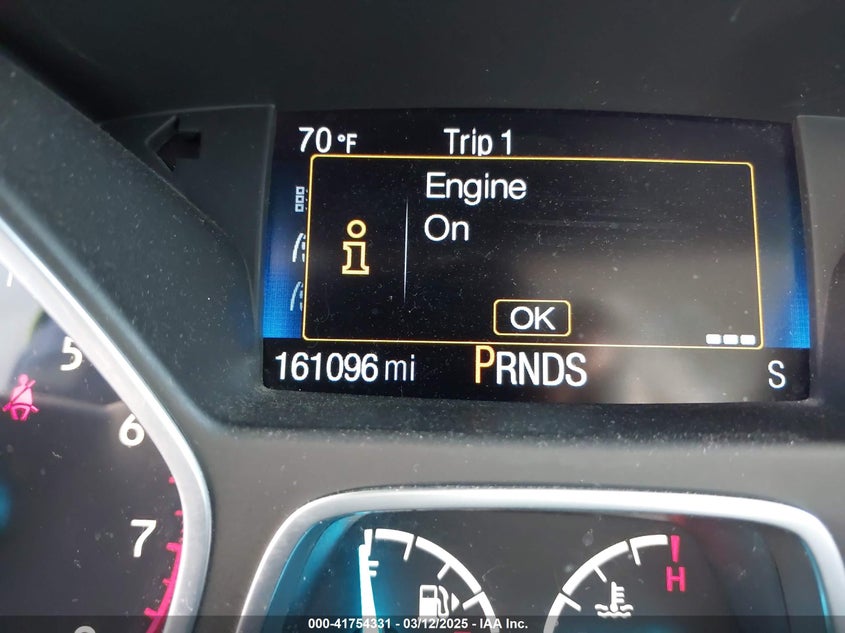 70 °F Trip 1
Engine
On
OK
161096 mi PRNDS S
5
6
7
F
H
000-41754331 - 03/12/2025 - IAA Inc.